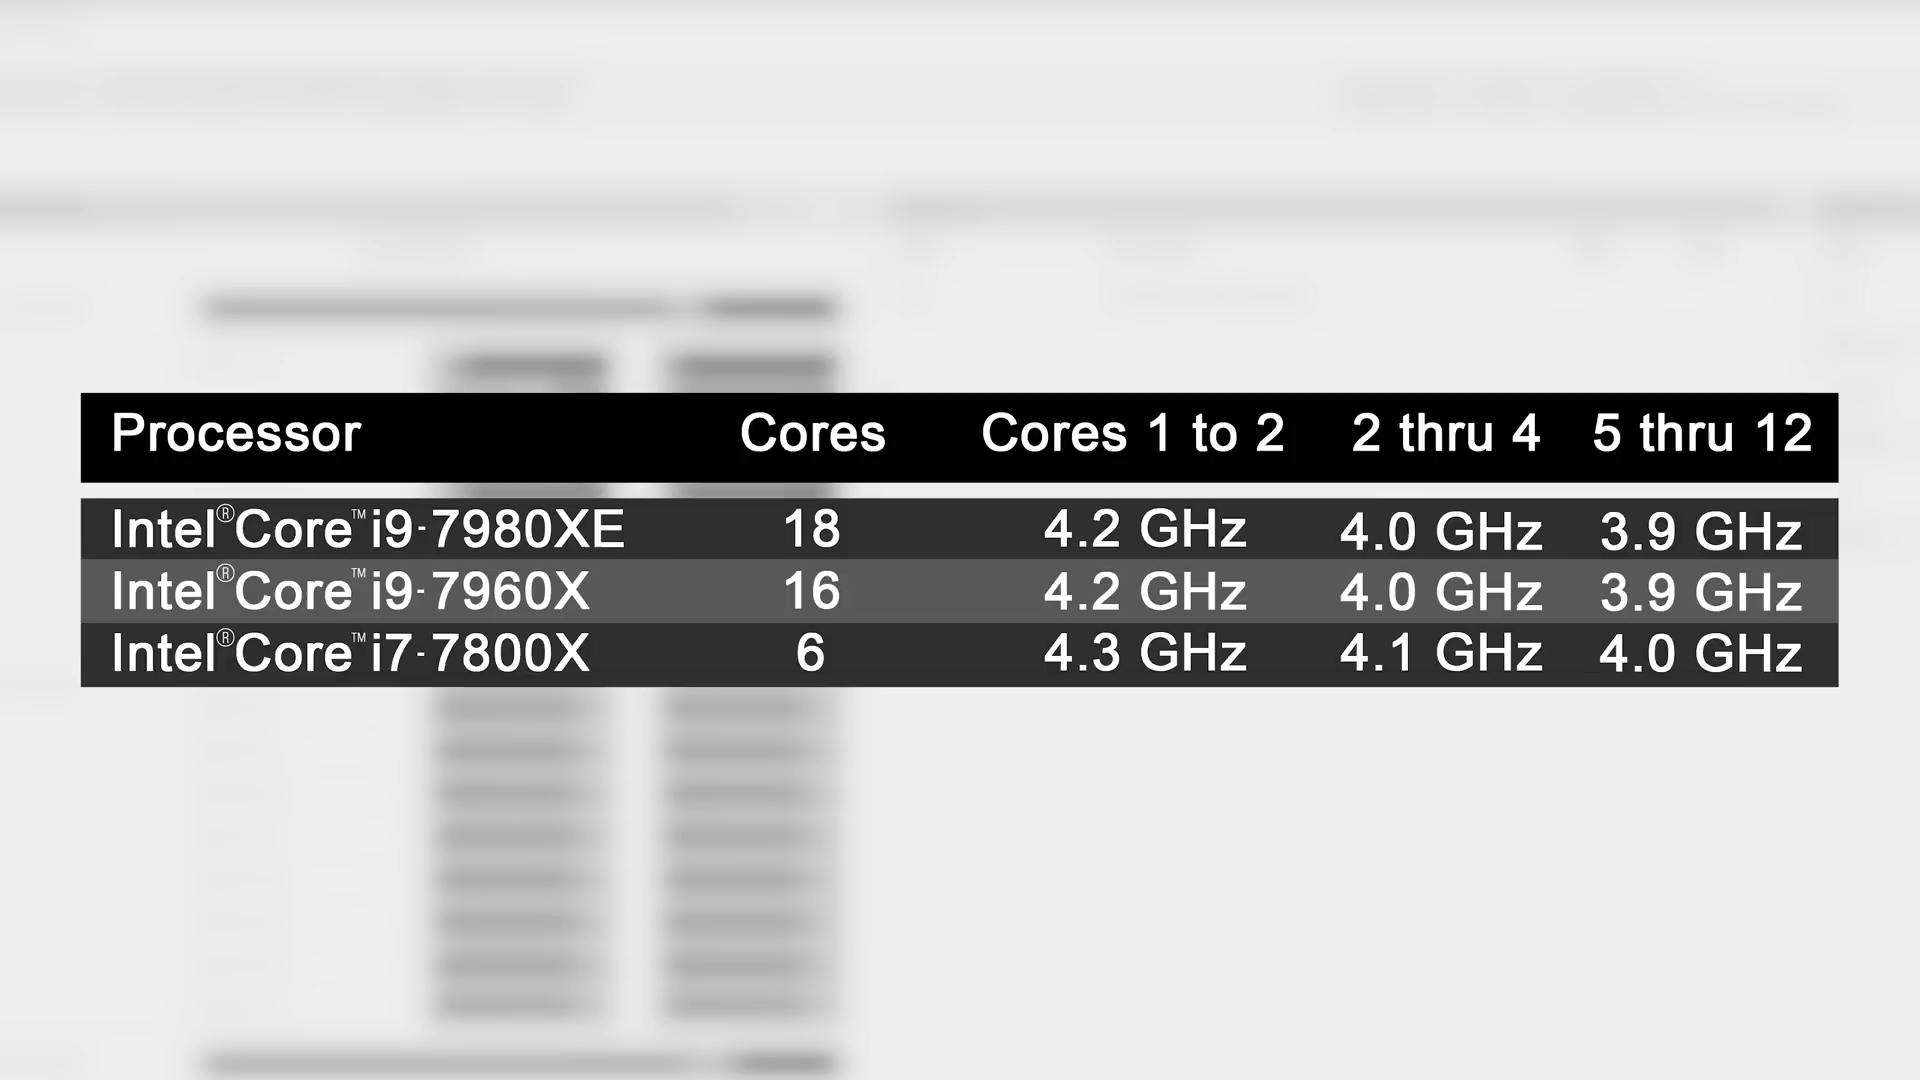 Processor Cores Cores 1 to 2 2 thru 4 5 thru 12
Intel®Core™i9-7980XE 18 4.2 GHz 4.0 GHz 3.9 GHz
Intel®Core™i9-7960X 16 4.2 GHz 4.0 GHz 3.9 GHz
Intel®Core™i7-7800X 6 4.3 GHz 4.1 GHz 4.0 GHz